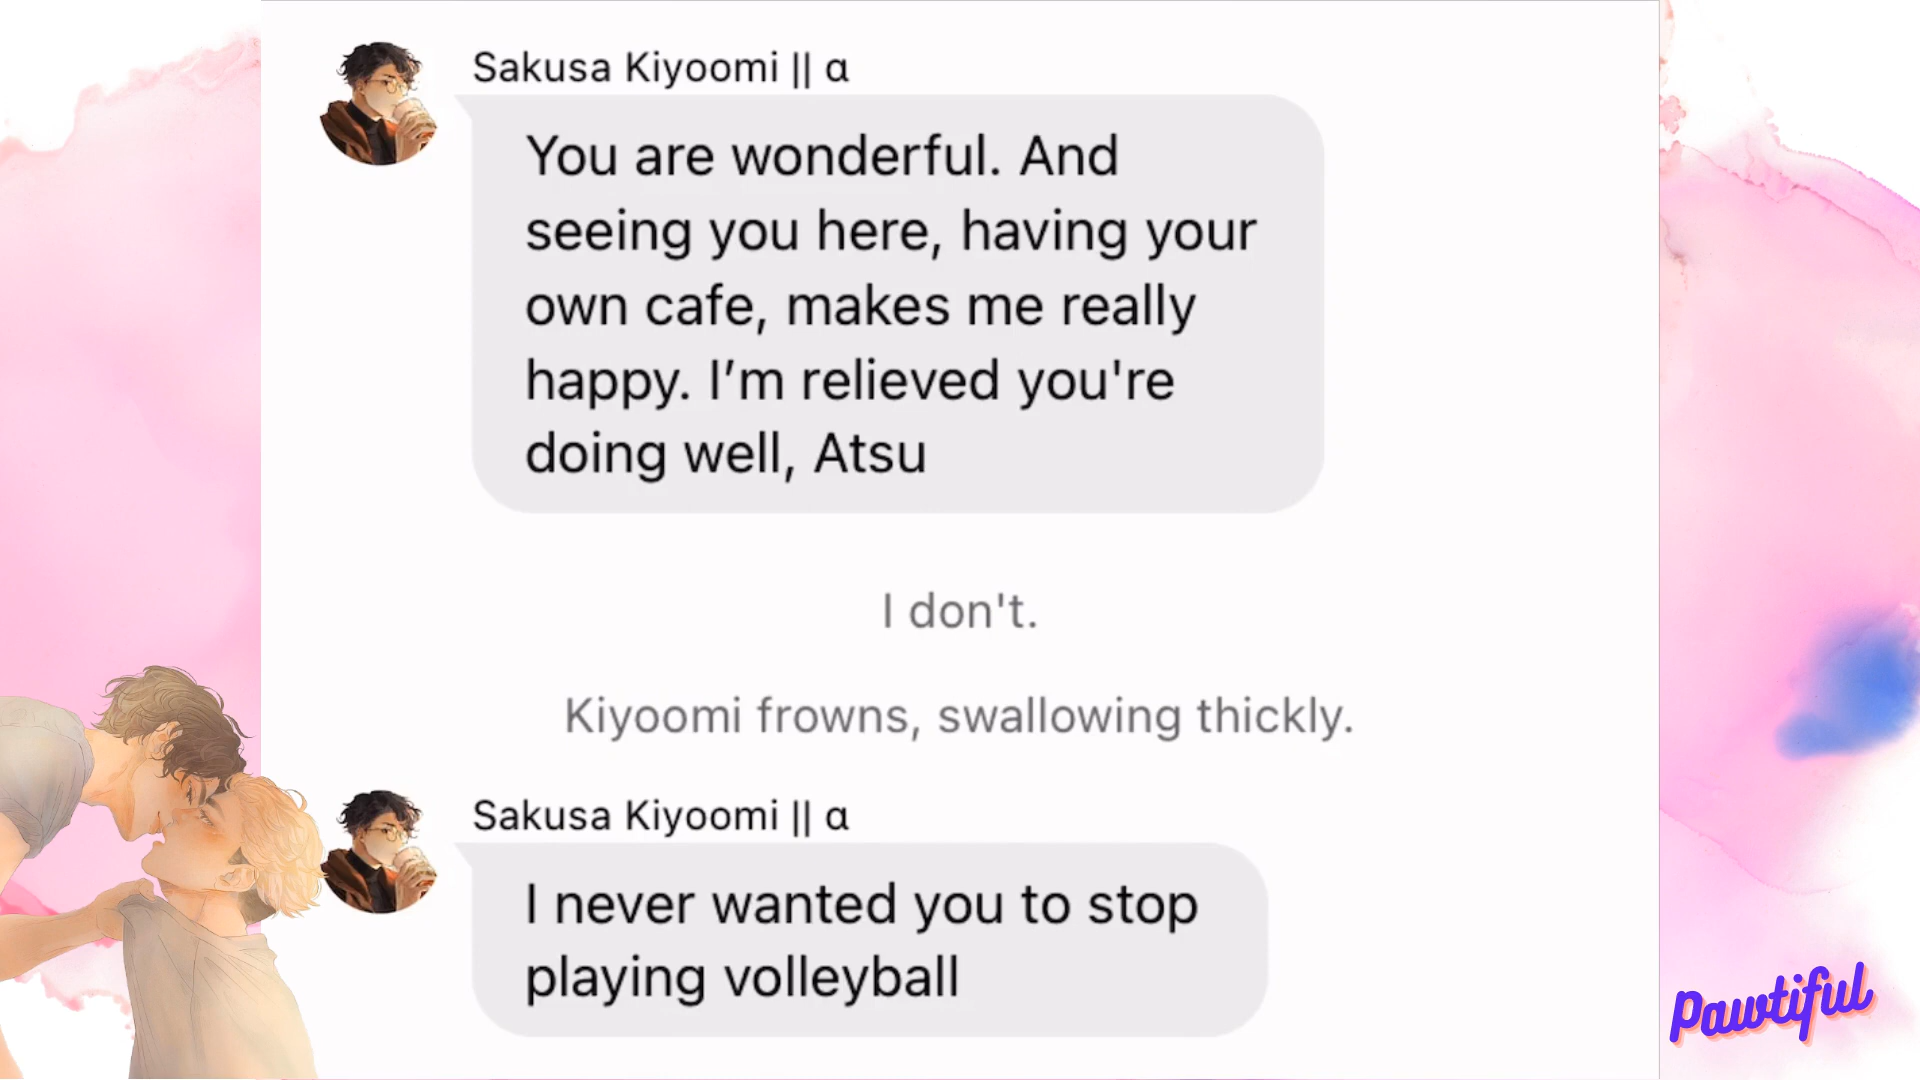 Sakusa Kiyoomi || α
You are wonderful. And
seeing you here, having your
own cafe, makes me really
happy. I’m relieved you're
doing well, Atsu
I don't.
Kiyoomi frowns, swallowing thickly.
Sakusa Kiyoomi || α
I never wanted you to stop
playing volleyball
Pawtiful